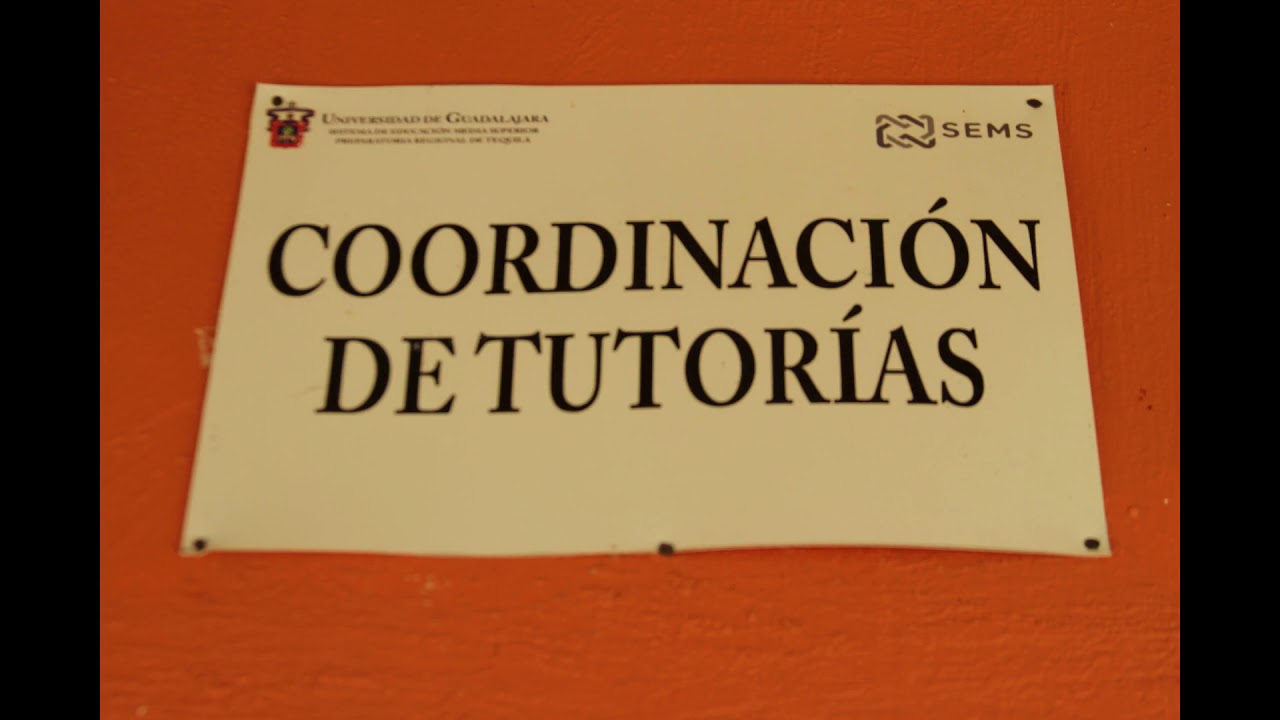 UNIVERSIDAD DE GUADALAJARA
SISTEMA DE EDUCACIÓN MEDIA SUPERIOR
PREPARATORIA REGIONAL DE TEQUILA
SEMS
COORDINACIÓN
DE TUTORÍAS